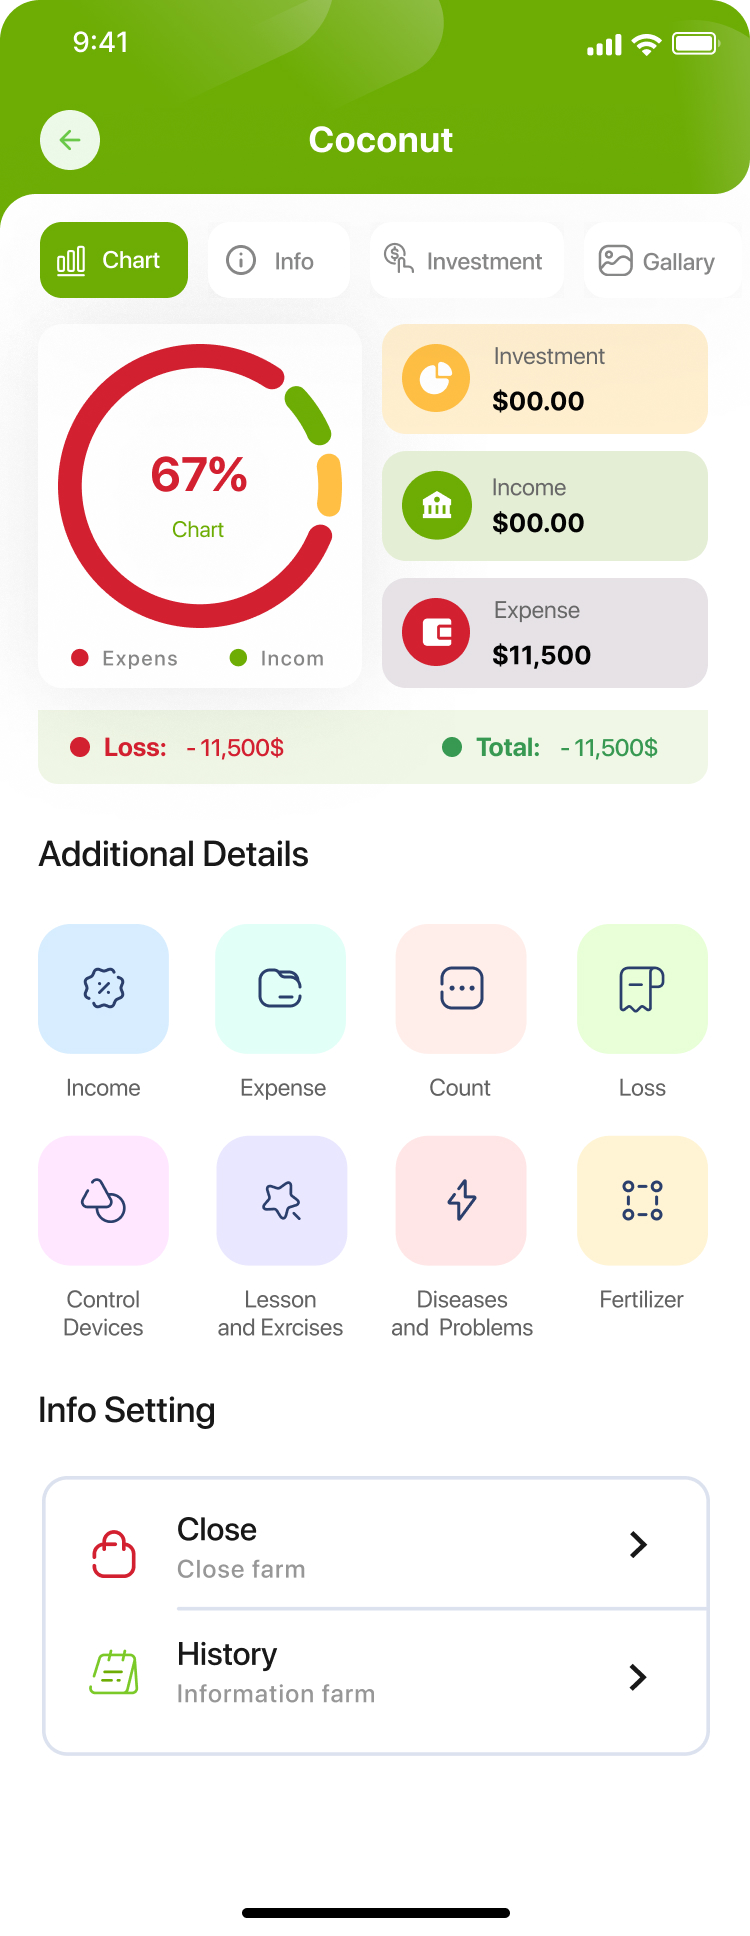 9:41
Coconut
Chart
Info
Investment
Gallary
67%
Chart
Expens
Incom
Investment
$00.00
Income
$00.00
Expense
$11,500
Loss: - 11,500$
Total: - 11,500$
Additional Details
Income
Expense
Count
Loss
Control
Devices
Lesson
and Exrcises
Diseases
and Problems
Fertilizer
Info Setting
Close
Close farm
History
Information farm